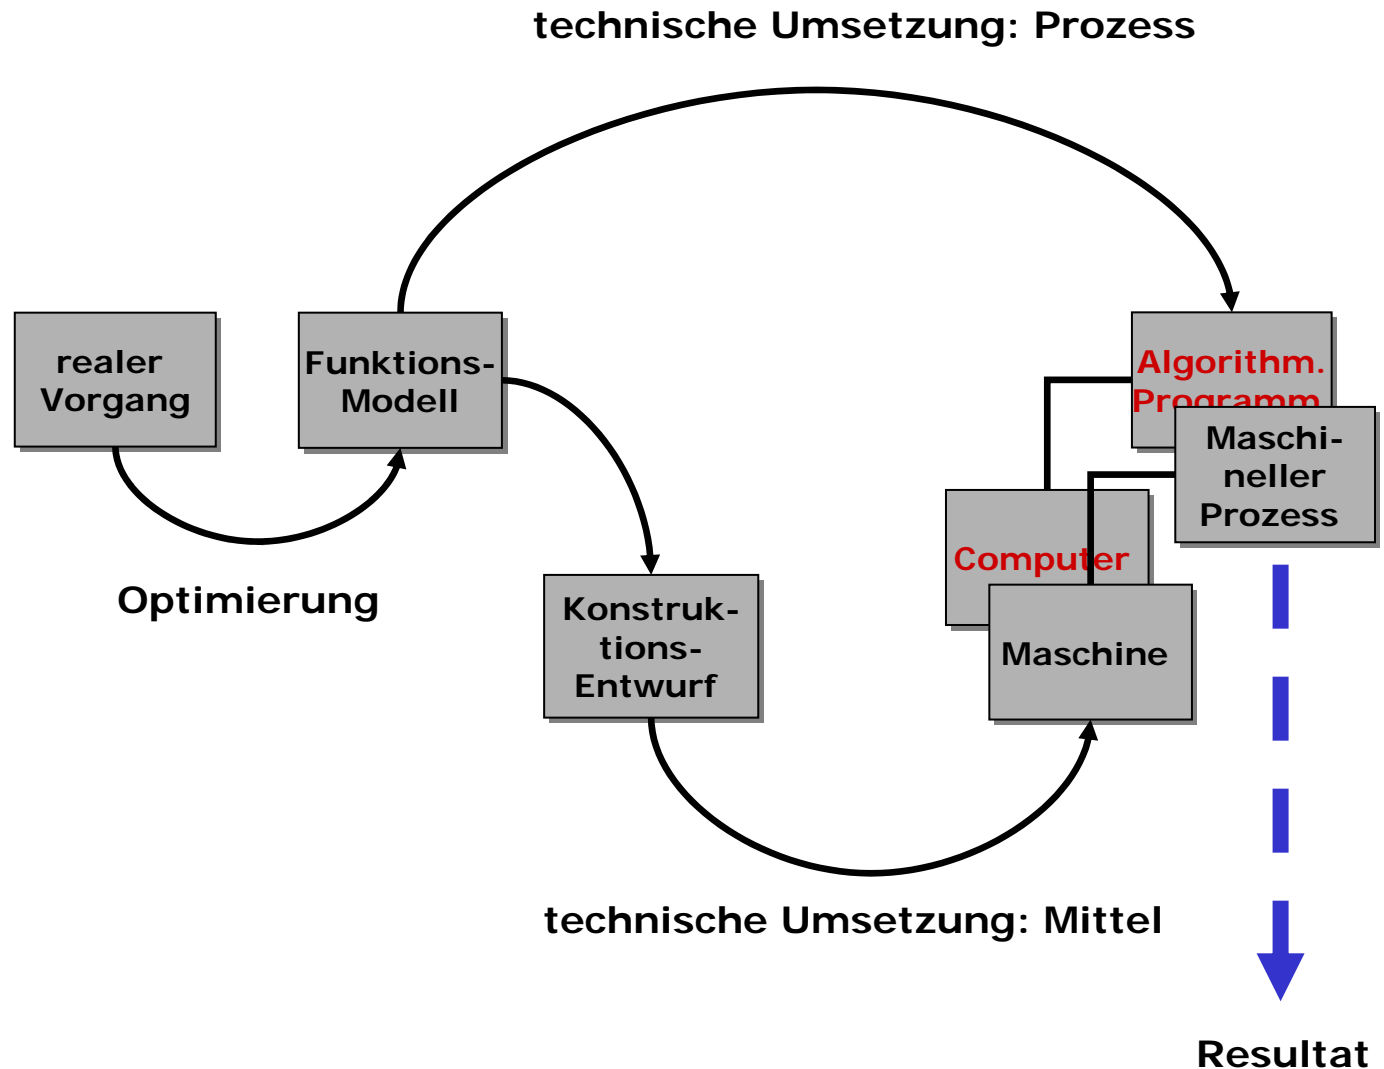 technische Umsetzung: Prozess
realer
Vorgang
Funktions-
Modell
Algorithm.
Programm.
Maschi-
neller
Prozess
Computer
Konstruk-
tions-
Entwurf
Maschine
Optimierung
technische Umsetzung: Mittel
Resultat